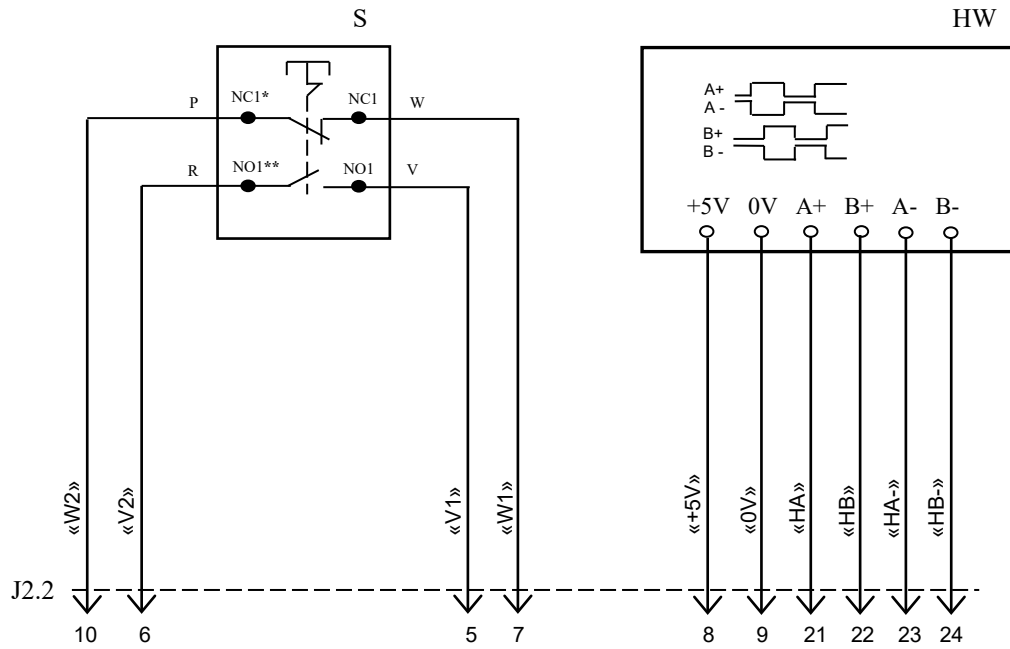 S HW
A+
A -
B+
B -
P NC1* NC1 W
R NO1** NO1 V
+5V 0V A+ B+ A- B-
«W2» «V2» «V1» «W1» «+5V» «0V» «HA» «HB» «HA-» «HB-»
J2.2
10 6 5 7 8 9 21 22 23 24